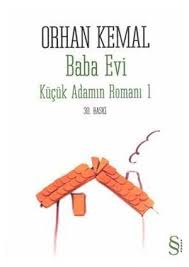 ORHAN KEMAL
Baba Evi
Küçük Adamın Romanı 1
30. BASKI